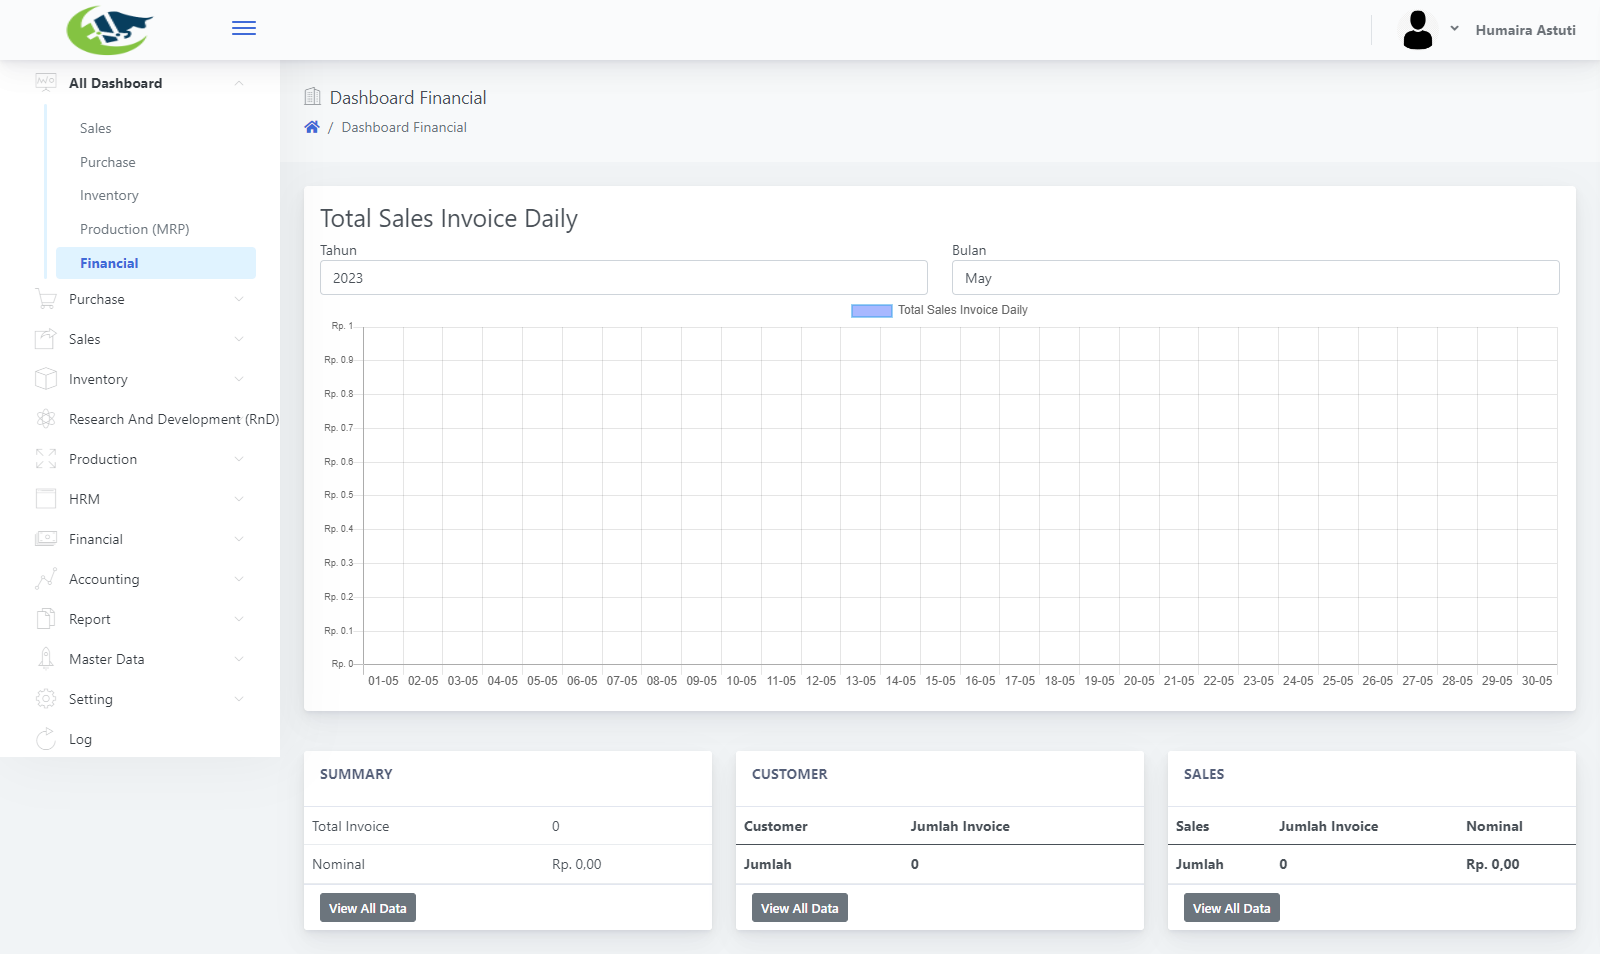 Humaira Astuti
All Dashboard
Sales
Purchase
Inventory
Production (MRP)
Financial
Purchase
Sales
Inventory
Research And Development (RnD)
Production
HRM
Financial
Accounting
Report
Master Data
Setting
Log
Dashboard Financial
/ Dashboard Financial
Total Sales Invoice Daily
Tahun
2023
Bulan
May
Total Sales Invoice Daily
Rp. 1
Rp. 0.9
Rp. 0.8
Rp. 0.7
Rp. 0.6
Rp. 0.5
Rp. 0.4
Rp. 0.3
Rp. 0.2
Rp. 0.1
Rp. 0
01-05 02-05 03-05 04-05 05-05 06-05 07-05 08-05 09-05 10-05 11-05 12-05 13-05 14-05 15-05 16-05 17-05 18-05 19-05 20-05 21-05 22-05 23-05 24-05 25-05 26-05 27-05 28-05 29-05 30-05
SUMMARY
Total Invoice 0
Nominal Rp. 0,00
View All Data
CUSTOMER
Customer Jumlah Invoice
Jumlah 0
View All Data
SALES
Sales Jumlah Invoice Nominal
Jumlah 0 Rp. 0,00
View All Data